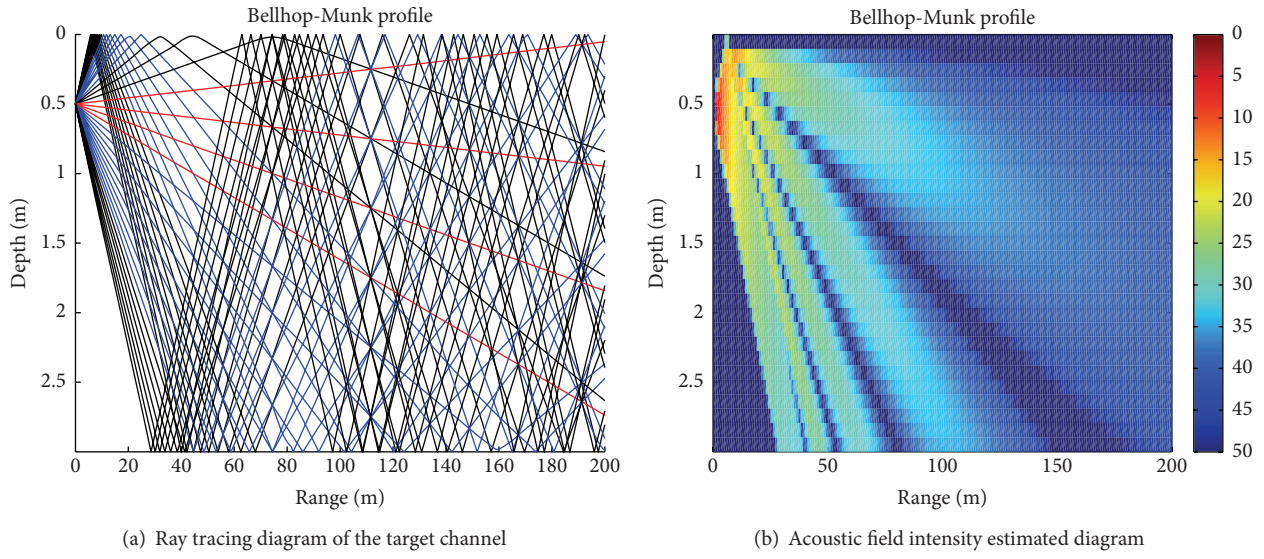 Bellhop-Munk profile
0
0.5
1
1.5
2
2.5
Depth (m)
0 20 40 60 80 100 120 140 160 180 200
Range (m)
(a) Ray tracing diagram of the target channel
Bellhop-Munk profile
0.5
1
1.5
2
2.5
Depth (m)
0 50 100 150 200
Range (m)
0
5
10
15
20
25
30
35
40
45
50
(b) Acoustic field intensity estimated diagram